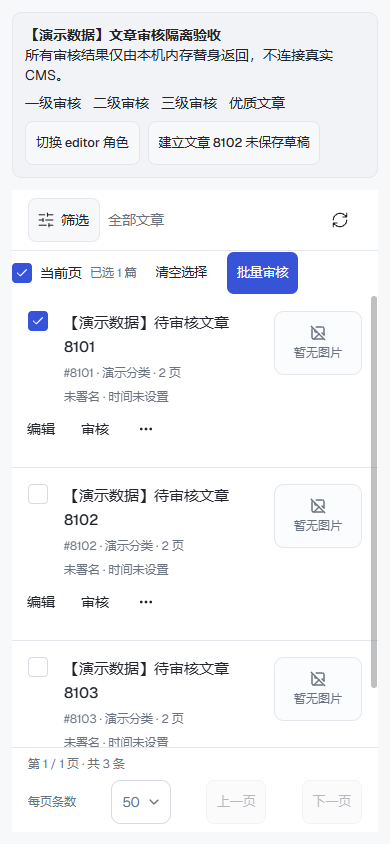 【演示数据】文章审核隔离验收
所有审核结果仅由本机内存替身返回，不连接真实
CMS。
一级审核 二级审核 三级审核 优质文章
切换 editor 角色 建立文章 8102 未保存草稿
筛选 全部文章
当前页 已选 1 篇 清空选择 批量审核
【演示数据】待审核文章
8101
#8101 · 演示分类 · 2 页
未署名 · 时间未设置
暂无图片
编辑 审核 ···
【演示数据】待审核文章
8102
#8102 · 演示分类 · 2 页
未署名 · 时间未设置
暂无图片
编辑 审核 ···
【演示数据】待审核文章
8103
#8103 · 演示分类 · 2 页
未署名 · 时间未设置
暂无图片
第 1 / 1 页 · 共 3 条
每页条数 50 上一页 下一页